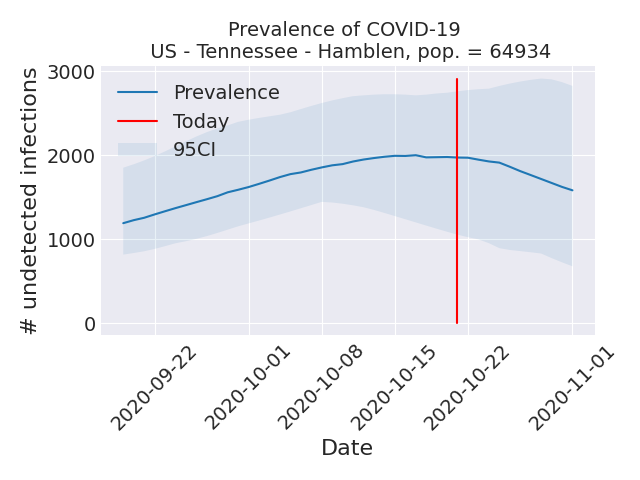 Prevalence of COVID-19
US - Tennessee - Hamblen, pop. = 64934
# undetected infections
3000
2000
1000
0
Prevalence
Today
95CI
2020-09-22
2020-10-01
2020-10-08
2020-10-15
2020-10-22
2020-11-01
Date